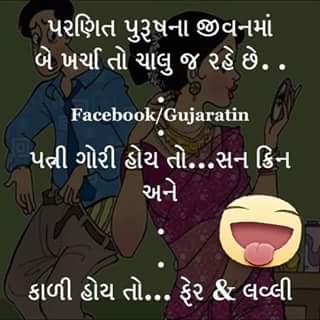 પરણિત પુરૂષના જીવનમાં
બે ખર્ચા તો ચાલુ જ રહે છે. .
.
Facebook/Gujaratin
.
પત્ની ગોરી હોય તો...સન ક્રિન
અને
.
.
કાળી હોય તો... ફેર & લવ્લી